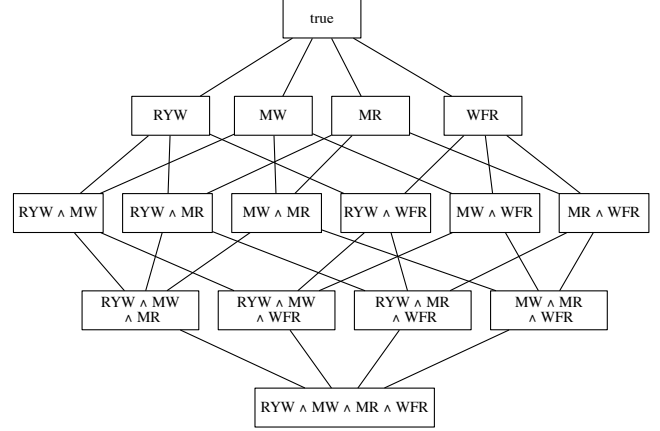 true
RYW
MW
MR
WFR
RYW ∧ MW
RYW ∧ MR
MW ∧ MR
RYW ∧ WFR
MW ∧ WFR
MR ∧ WFR
RYW ∧ MW
∧ MR
RYW ∧ MW
∧ WFR
RYW ∧ MR
∧ WFR
MW ∧ MR
∧ WFR
RYW ∧ MW ∧ MR ∧ WFR